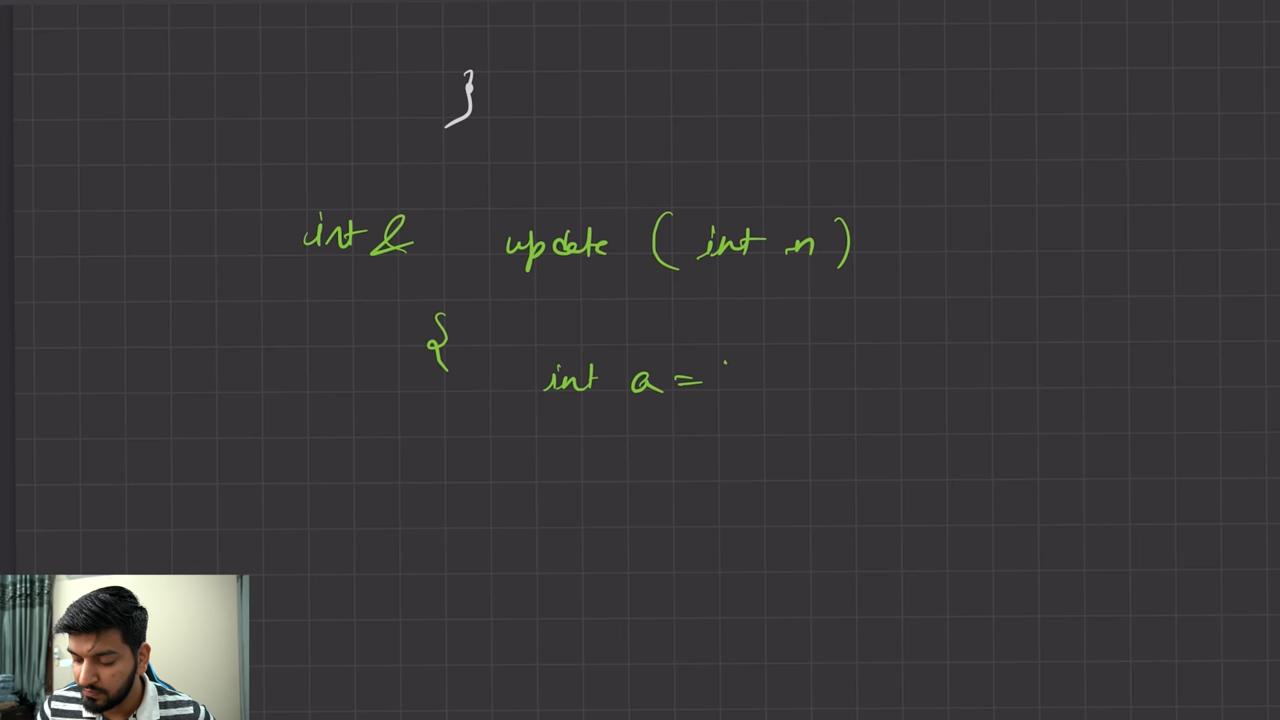 }
int & update ( int n )
{
int a =